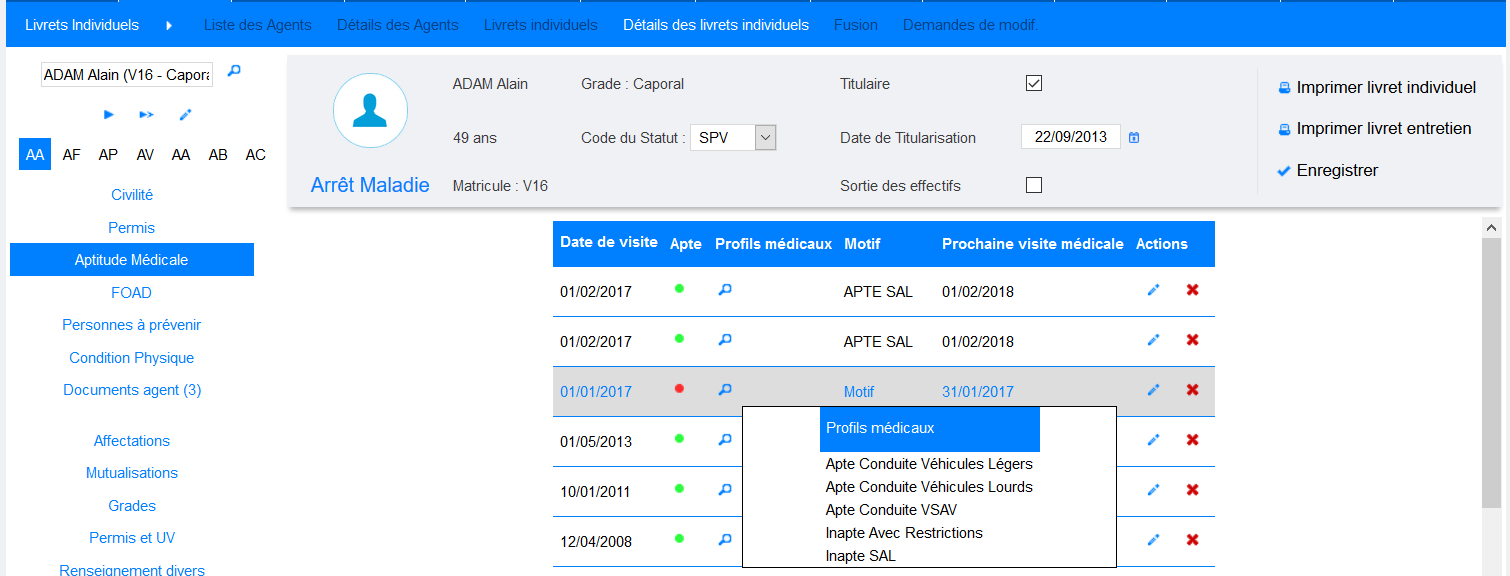 Livrets Individuels Liste des Agents Détails des Agents Livrets individuels Détails des livrets individuels Fusion Demandes de modif.
ADAM Alain (V16 - Capora
AA AF AP AV AA AB AC
Civilité
Permis
Aptitude Médicale
FOAD
Personnes à prévenir
Condition Physique
Documents agent (3)
Affectations
Mutualisations
Grades
Permis et UV
Renseignement divers
ADAM Alain Grade : Caporal Titulaire
49 ans Code du Statut : SPV Date de Titularisation 22/09/2013
Arrêt Maladie Matricule : V16 Sortie des effectifs
Imprimer livret individuel
Imprimer livret entretien
Enregistrer
Date de visite Apte Profils médicaux Motif Prochaine visite médicale Actions
01/02/2017 APTE SAL 01/02/2018
01/02/2017 APTE SAL 01/02/2018
01/01/2017 Motif 31/01/2017
01/05/2013
10/01/2011
12/04/2008
Profils médicaux
Apte Conduite Véhicules Légers
Apte Conduite Véhicules Lourds
Apte Conduite VSAV
Inapte Avec Restrictions
Inapte SAL